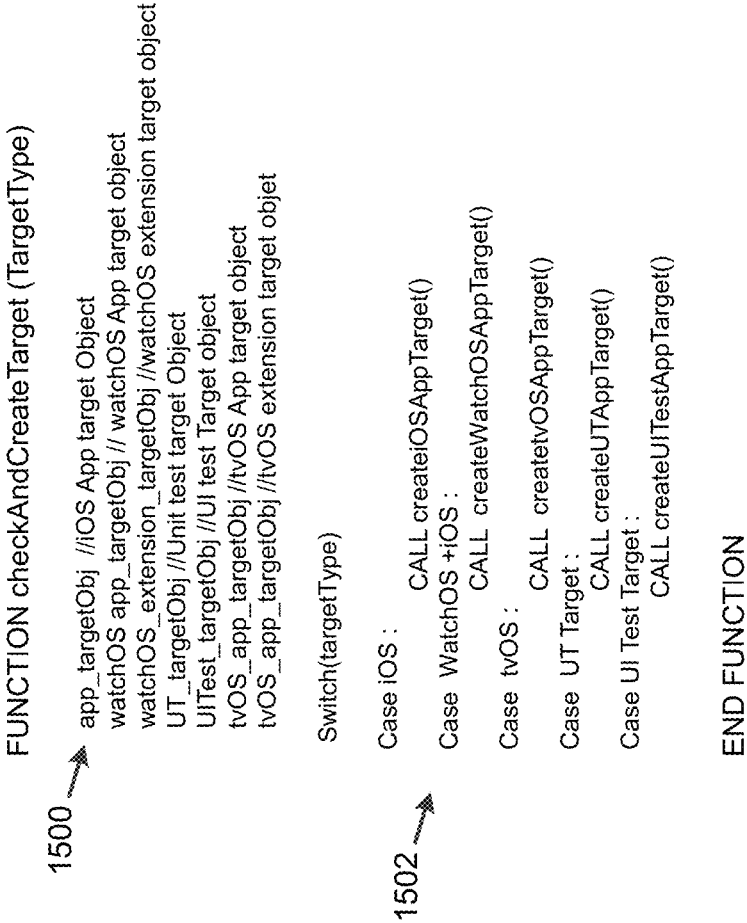 FUNCTION checkAndCreateTarget (TargetType)
1500
app_targetObj //iOS App target Object
watchOS app_targetObj // watchOS App target object
watchOS_extension_targetObj //watchOS extension target object
UT_targetObj //Unit test target Object
UITest_targetObj //UI test Target object
tvOS_app_targetObj //tvOS App target object
tvOS_app_targetObj //tvOS extension target objet
Switch(targetType)
1502
Case iOS :
CALL createiOSAppTarget()
Case WatchOS +iOS :
CALL createWatchOSAppTarget()
Case tvOS :
CALL createtvOSAppTarget()
Case UT Target :
CALL createUTAppTarget()
Case UI Test Target :
CALL createUITestAppTarget()
END FUNCTION